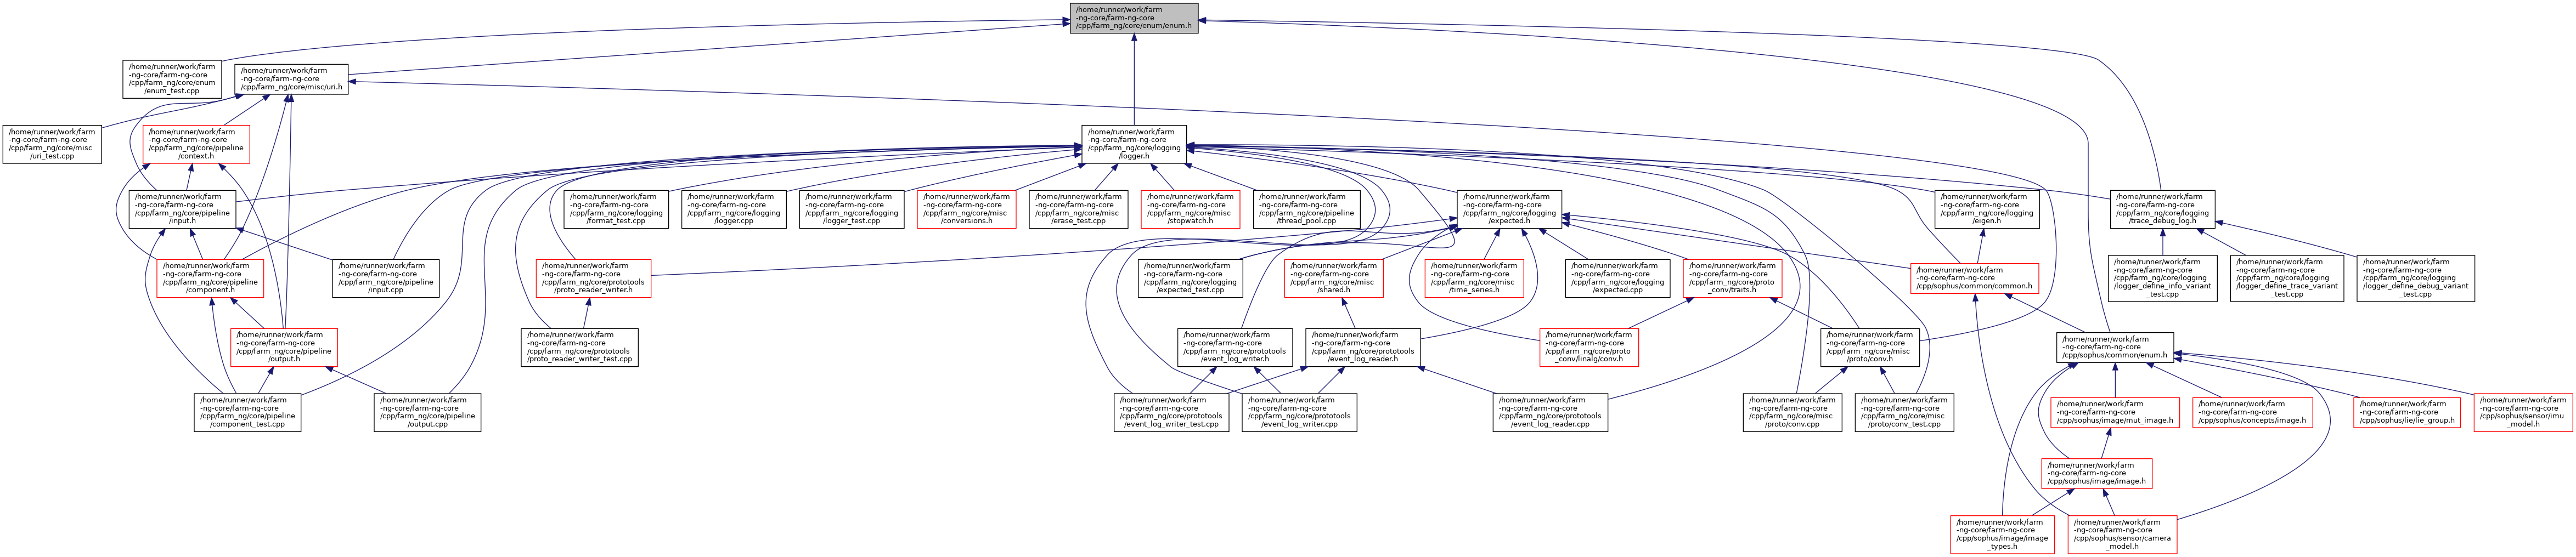 /home/runner/work/farm
-ng-core/farm-ng-core
/cpp/farm_ng/core/enum/enum.h
/home/runner/work/farm
-ng-core/farm-ng-core
/cpp/farm_ng/core/enum
/enum_test.cpp
/home/runner/work/farm
-ng-core/farm-ng-core
/cpp/farm_ng/core/misc/uri.h
/home/runner/work/farm
-ng-core/farm-ng-core
/cpp/farm_ng/core/misc
/uri_test.cpp
/home/runner/work/farm
-ng-core/farm-ng-core
/cpp/farm_ng/core/pipeline
/context.h
/home/runner/work/farm
-ng-core/farm-ng-core
/cpp/farm_ng/core/logging
/logger.h
/home/runner/work/farm
-ng-core/farm-ng-core
/cpp/farm_ng/core/pipeline
/input.h
/home/runner/work/farm
-ng-core/farm-ng-core
/cpp/farm_ng/core/logging
/format_test.cpp
/home/runner/work/farm
-ng-core/farm-ng-core
/cpp/farm_ng/core/logging
/logger.cpp
/home/runner/work/farm
-ng-core/farm-ng-core
/cpp/farm_ng/core/logging
/logger_test.cpp
/home/runner/work/farm
-ng-core/farm-ng-core
/cpp/farm_ng/core/misc
/conversions.h
/home/runner/work/farm
-ng-core/farm-ng-core
/cpp/farm_ng/core/misc
/erase_test.cpp
/home/runner/work/farm
-ng-core/farm-ng-core
/cpp/farm_ng/core/misc
/stopwatch.h
/home/runner/work/farm
-ng-core/farm-ng-core
/cpp/farm_ng/core/pipeline
/thread_pool.cpp
/home/runner/work/farm
-ng-core/farm-ng-core
/cpp/farm_ng/core/logging
/expected.h
/home/runner/work/farm
-ng-core/farm-ng-core
/cpp/farm_ng/core/logging
/eigen.h
/home/runner/work/farm
-ng-core/farm-ng-core
/cpp/farm_ng/core/logging
/trace_debug_log.h
/home/runner/work/farm
-ng-core/farm-ng-core
/cpp/farm_ng/core/pipeline
/component.h
/home/runner/work/farm
-ng-core/farm-ng-core
/cpp/farm_ng/core/pipeline
/input.cpp
/home/runner/work/farm
-ng-core/farm-ng-core
/cpp/farm_ng/core/prototools
/proto_reader_writer.h
/home/runner/work/farm
-ng-core/farm-ng-core
/cpp/farm_ng/core/logging
/expected_test.cpp
/home/runner/work/farm
-ng-core/farm-ng-core
/cpp/farm_ng/core/misc
/shared.h
/home/runner/work/farm
-ng-core/farm-ng-core
/cpp/farm_ng/core/misc
/time_series.h
/home/runner/work/farm
-ng-core/farm-ng-core
/cpp/farm_ng/core/logging
/expected.cpp
/home/runner/work/farm
-ng-core/farm-ng-core
/cpp/farm_ng/core/proto
_conv/traits.h
/home/runner/work/farm
-ng-core/farm-ng-core
/cpp/sophus/common/common.h
/home/runner/work/farm
-ng-core/farm-ng-core
/cpp/farm_ng/core/logging
/logger_define_info_variant
_test.cpp
/home/runner/work/farm
-ng-core/farm-ng-core
/cpp/farm_ng/core/logging
/logger_define_trace_variant
_test.cpp
/home/runner/work/farm
-ng-core/farm-ng-core
/cpp/farm_ng/core/logging
/logger_define_debug_variant
_test.cpp
/home/runner/work/farm
-ng-core/farm-ng-core
/cpp/farm_ng/core/pipeline
/output.h
/home/runner/work/farm
-ng-core/farm-ng-core
/cpp/farm_ng/core/prototools
/proto_reader_writer_test.cpp
/home/runner/work/farm
-ng-core/farm-ng-core
/cpp/farm_ng/core/prototools
/event_log_writer.h
/home/runner/work/farm
-ng-core/farm-ng-core
/cpp/farm_ng/core/prototools
/event_log_reader.h
/home/runner/work/farm
-ng-core/farm-ng-core
/cpp/farm_ng/core/proto
_conv/linalg/conv.h
/home/runner/work/farm
-ng-core/farm-ng-core
/cpp/farm_ng/core/misc
/proto/conv.h
/home/runner/work/farm
-ng-core/farm-ng-core
/cpp/sophus/common/enum.h
/home/runner/work/farm
-ng-core/farm-ng-core
/cpp/farm_ng/core/pipeline
/component_test.cpp
/home/runner/work/farm
-ng-core/farm-ng-core
/cpp/farm_ng/core/pipeline
/output.cpp
/home/runner/work/farm
-ng-core/farm-ng-core
/cpp/farm_ng/core/prototools
/event_log_writer_test.cpp
/home/runner/work/farm
-ng-core/farm-ng-core
/cpp/farm_ng/core/prototools
/event_log_writer.cpp
/home/runner/work/farm
-ng-core/farm-ng-core
/cpp/farm_ng/core/prototools
/event_log_reader.cpp
/home/runner/work/farm
-ng-core/farm-ng-core
/cpp/farm_ng/core/misc
/proto/conv.cpp
/home/runner/work/farm
-ng-core/farm-ng-core
/cpp/farm_ng/core/misc
/proto/conv_test.cpp
/home/runner/work/farm
-ng-core/farm-ng-core
/cpp/sophus/image/mut_image.h
/home/runner/work/farm
-ng-core/farm-ng-core
/cpp/sophus/concepts/image.h
/home/runner/work/farm
-ng-core/farm-ng-core
/cpp/sophus/lie/lie_group.h
/home/runner/work/farm
-ng-core/farm-ng-core
/cpp/sophus/sensor/imu
_model.h
/home/runner/work/farm
-ng-core/farm-ng-core
/cpp/sophus/image/image.h
/home/runner/work/farm
-ng-core/farm-ng-core
/cpp/sophus/image/image
_types.h
/home/runner/work/farm
-ng-core/farm-ng-core
/cpp/sophus/sensor/camera
_model.h